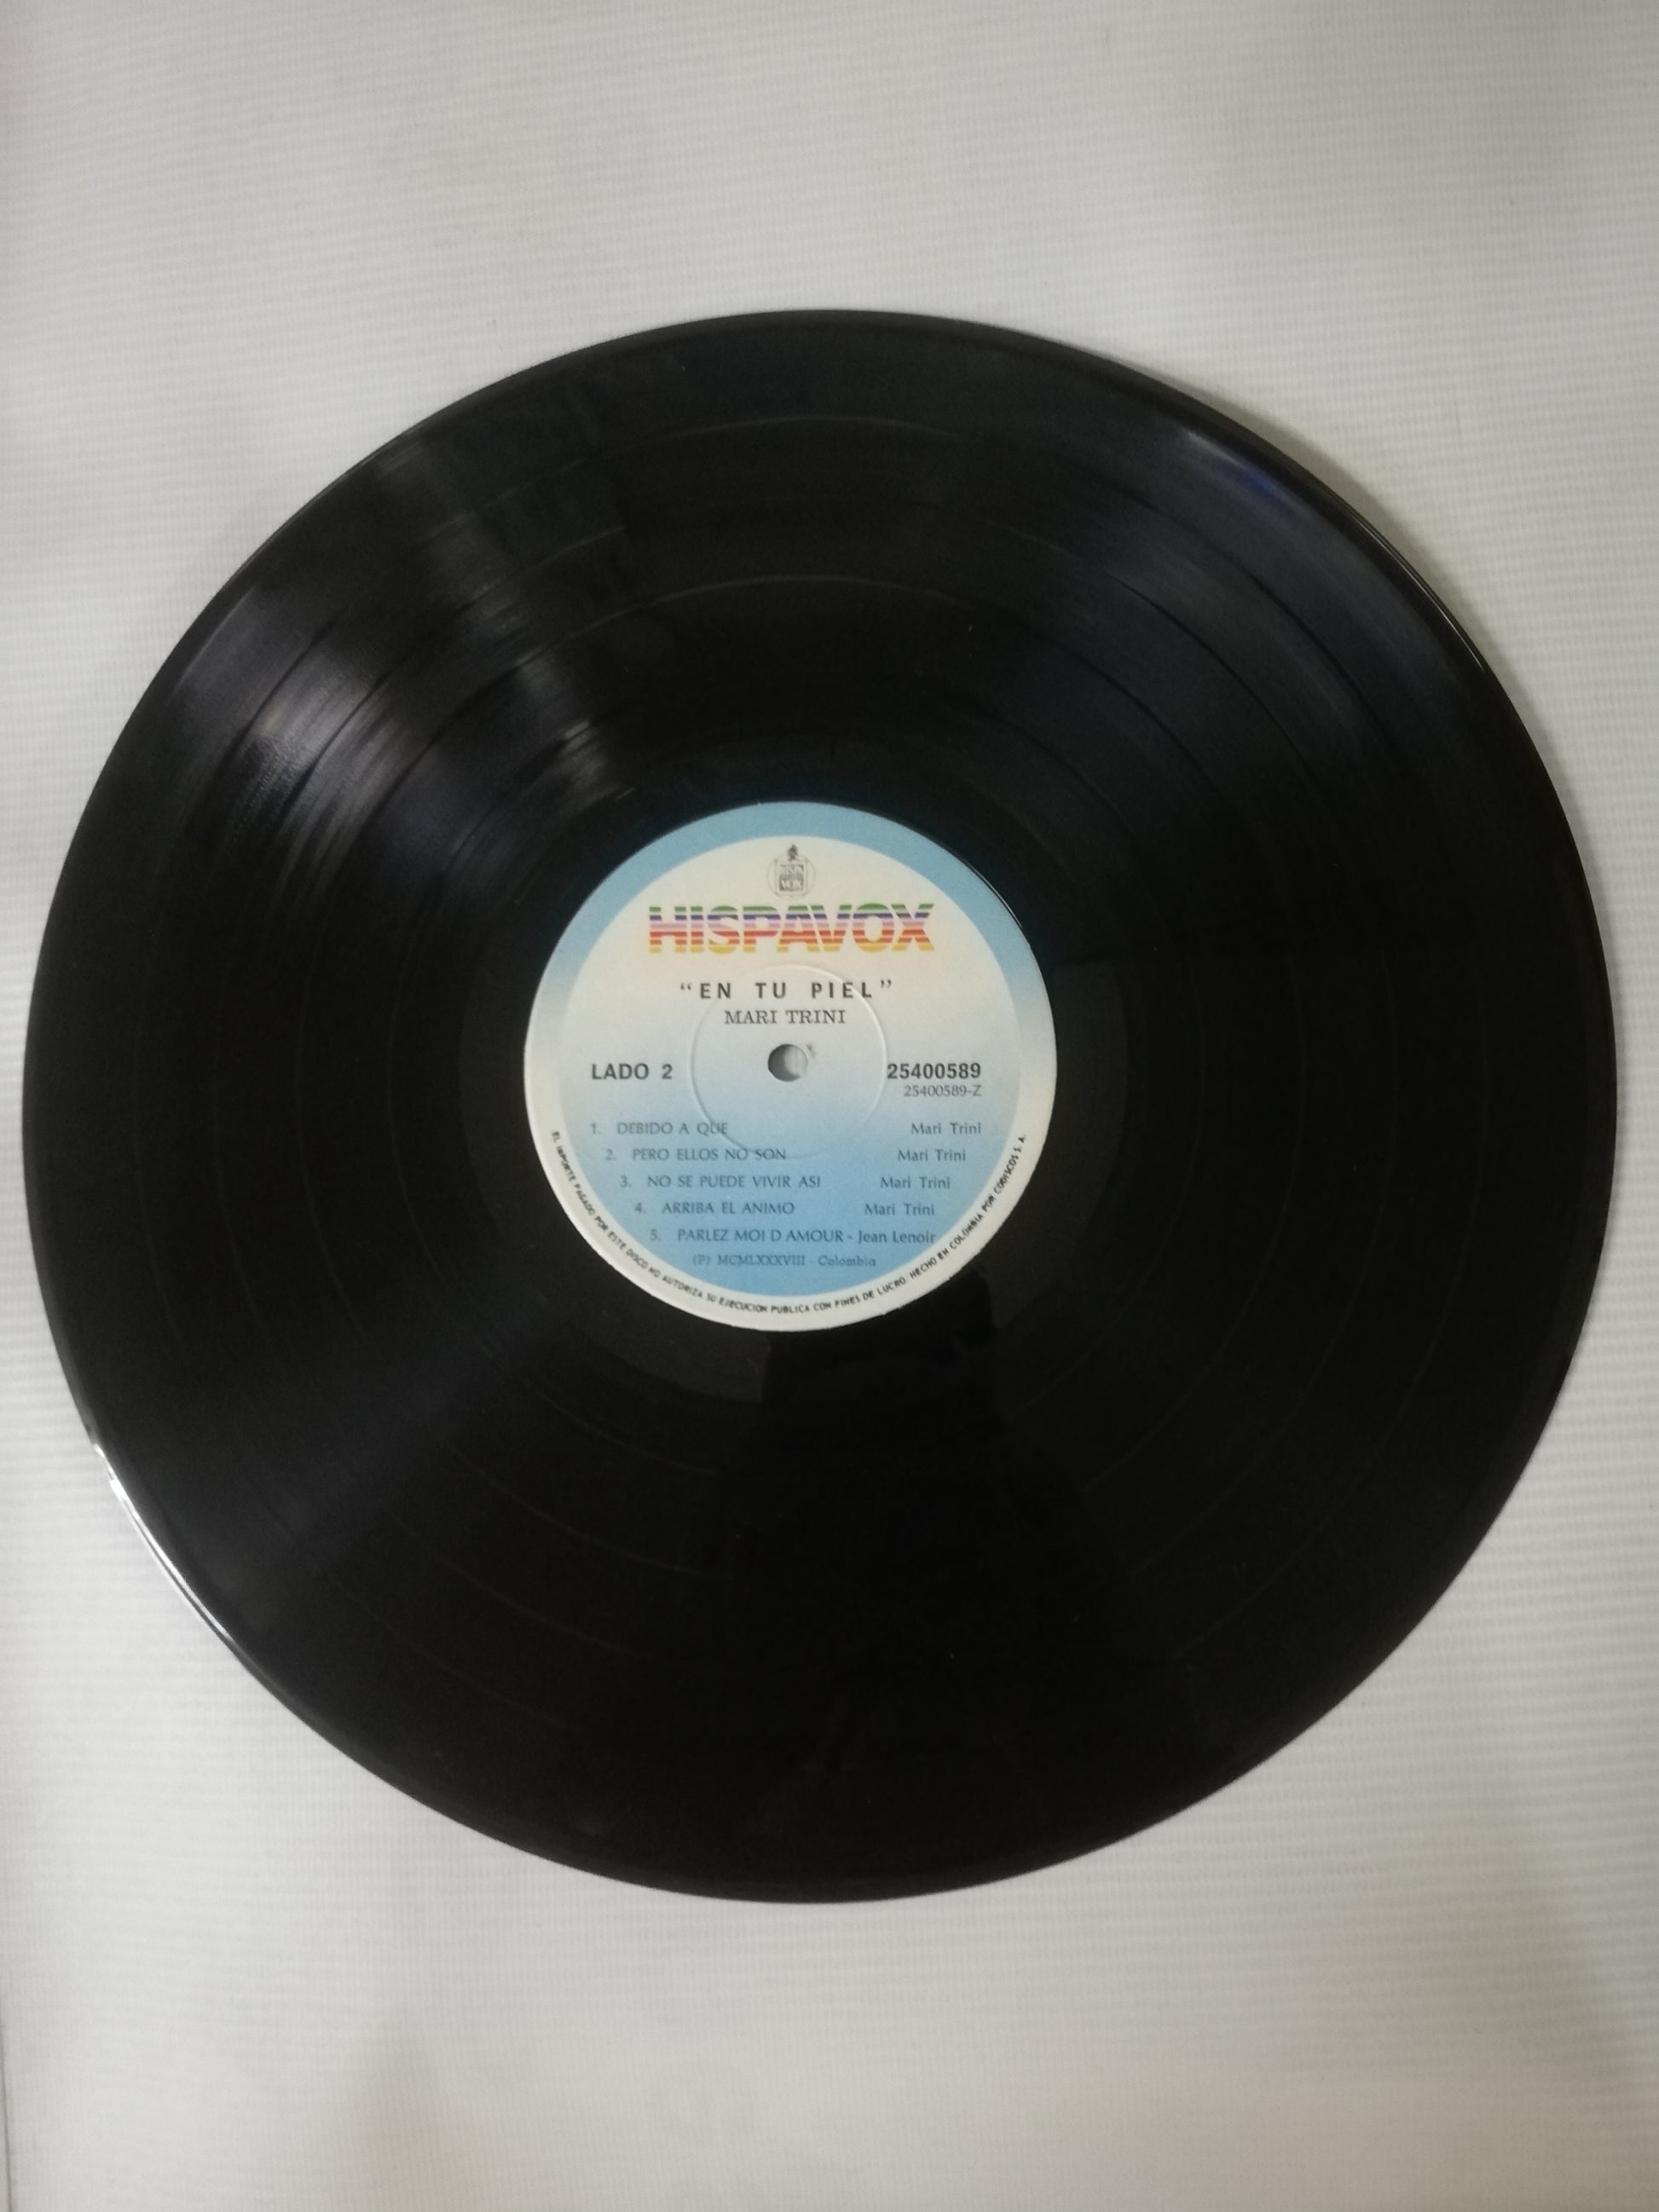 HISPA
VOX
HISPAVOX
“EN TU PIEL”
MARI TRINI
LADO 2 25400589
25400589-Z
1. DEBIDO A QUE Mari Trini
2. PERO ELLOS NO SON Mari Trini
3. NO SE PUEDE VIVIR ASI Mari Trini
4. ARRIBA EL ANIMO Mari Trini
5. PARLEZ MOI D AMOUR - Jean Lenoir
(P) MCMLXXXVIII - Colombia
EL IMPORTE PAGADO POR ESTE DISCO NO AUTORIZA SU EJECUCION PUBLICA CON FINES DE LUCRO. HECHO EN COLOMBIA POR CODISCOS S.A.